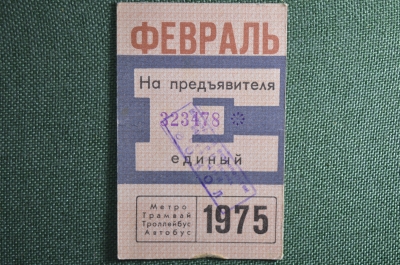 ФЕВРАЛЬ
На предъявителя
323478
Е
единый
Метро
Трамвай
Троллейбус
Автобус
1975